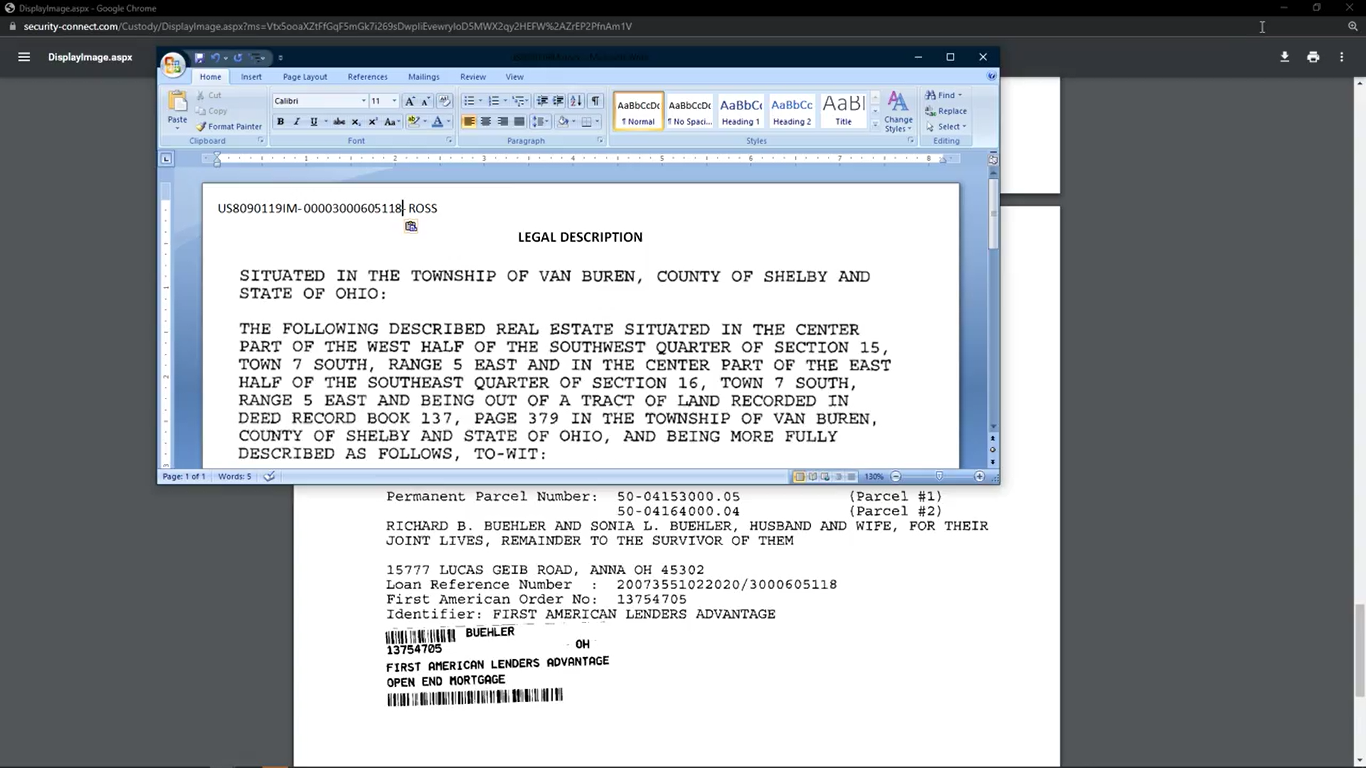 DisplayImage.aspx - Google Chrome
security-connect.com/Custody/DisplayImage.aspx?ms=Vtx5ooaXZtFfGqF5mGk7i269sDwpIiEvewryIoD5MWX2qy2HEFW%2AZrEP2PfnAm1V
DisplayImage.aspx
Home Insert Page Layout References Mailings Review View
Paste
Cut
Copy
Format Painter
Clipboard
Calibri 11
Font
Paragraph
AaBbCcDc AaBbCcDc AaBbCc AaBbCc AaBl
¶ Normal ¶ No Spaci... Heading 1 Heading 2 Title
Change Styles
Styles
Find
Replace
Select
Editing
1 2 3 4 5 6 7 8
US8090119IM- 00003000605118- ROSS
LEGAL DESCRIPTION
SITUATED IN THE TOWNSHIP OF VAN BUREN, COUNTY OF SHELBY AND
STATE OF OHIO:
THE FOLLOWING DESCRIBED REAL ESTATE SITUATED IN THE CENTER
PART OF THE WEST HALF OF THE SOUTHWEST QUARTER OF SECTION 15,
TOWN 7 SOUTH, RANGE 5 EAST AND IN THE CENTER PART OF THE EAST
HALF OF THE SOUTHEAST QUARTER OF SECTION 16, TOWN 7 SOUTH,
RANGE 5 EAST AND BEING OUT OF A TRACT OF LAND RECORDED IN
DEED RECORD BOOK 137, PAGE 379 IN THE TOWNSHIP OF VAN BUREN,
COUNTY OF SHELBY AND STATE OF OHIO, AND BEING MORE FULLY
DESCRIBED AS FOLLOWS, TO-WIT:
Page: 1 of 1 Words: 5 130%
Permanent Parcel Number: 50-04153000.05 (Parcel #1)
50-04164000.04 (Parcel #2)
RICHARD B. BUEHLER AND SONIA L. BUEHLER, HUSBAND AND WIFE, FOR THEIR
JOINT LIVES, REMAINDER TO THE SURVIVOR OF THEM
15777 LUCAS GEIB ROAD, ANNA OH 45302
Loan Reference Number : 20073551022020/3000605118
First American Order No: 13754705
Identifier: FIRST AMERICAN LENDERS ADVANTAGE
BUEHLER
13754705 OH
FIRST AMERICAN LENDERS ADVANTAGE
OPEN END MORTGAGE